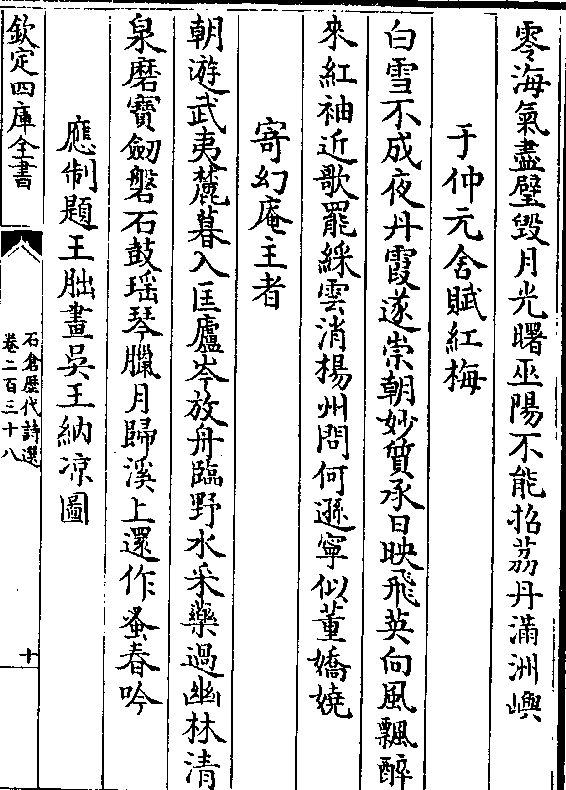 零海氣盡璧毀月光曙巫陽不能招荔丹滿洲嶼
于仲元舍賦紅梅
白雪不成夜丹霞遂崇朝妙質承日映飛英向風飄醉
來紅袖近歌罷綵雲消揚州問何遜寧似董嬌嬈
寄幻庵主者
朝遊武夷麓暮入匡廬岑放舟臨野水采藥過幽林清
泉磨寶劒磐石鼓瑶琴臘月歸溪上還作蚤春吟
應制題王朏畫吳王納凉圖
欽定四庫全書
石倉歴代詩選
卷二百三十八
十